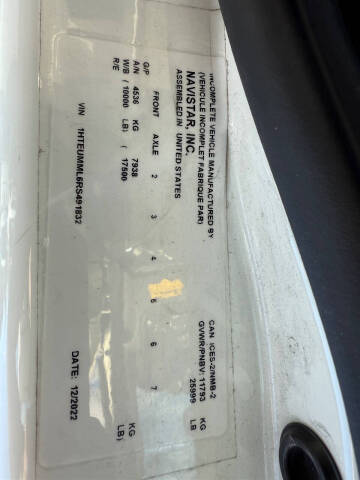 INCOMPLETE VEHICLE MANUFACTURED BY
(VEHICULE INCOMPLET FABRIQUE PAR)
NAVISTAR, INC.
ASSEMBLED IN UNITED STATES
CAN ICES-2/NMB-2
GVWR/PNBV: 11793 KG
25999 LB
FRONT AXLE 2 3 4 5 6 7
G/P
A/N 4536 KG 7938 KG
W/B ( 10000 LB) ( 17500 LB)
R/E
VIN 1HTEUMML6RS491832 DATE: 12/2022